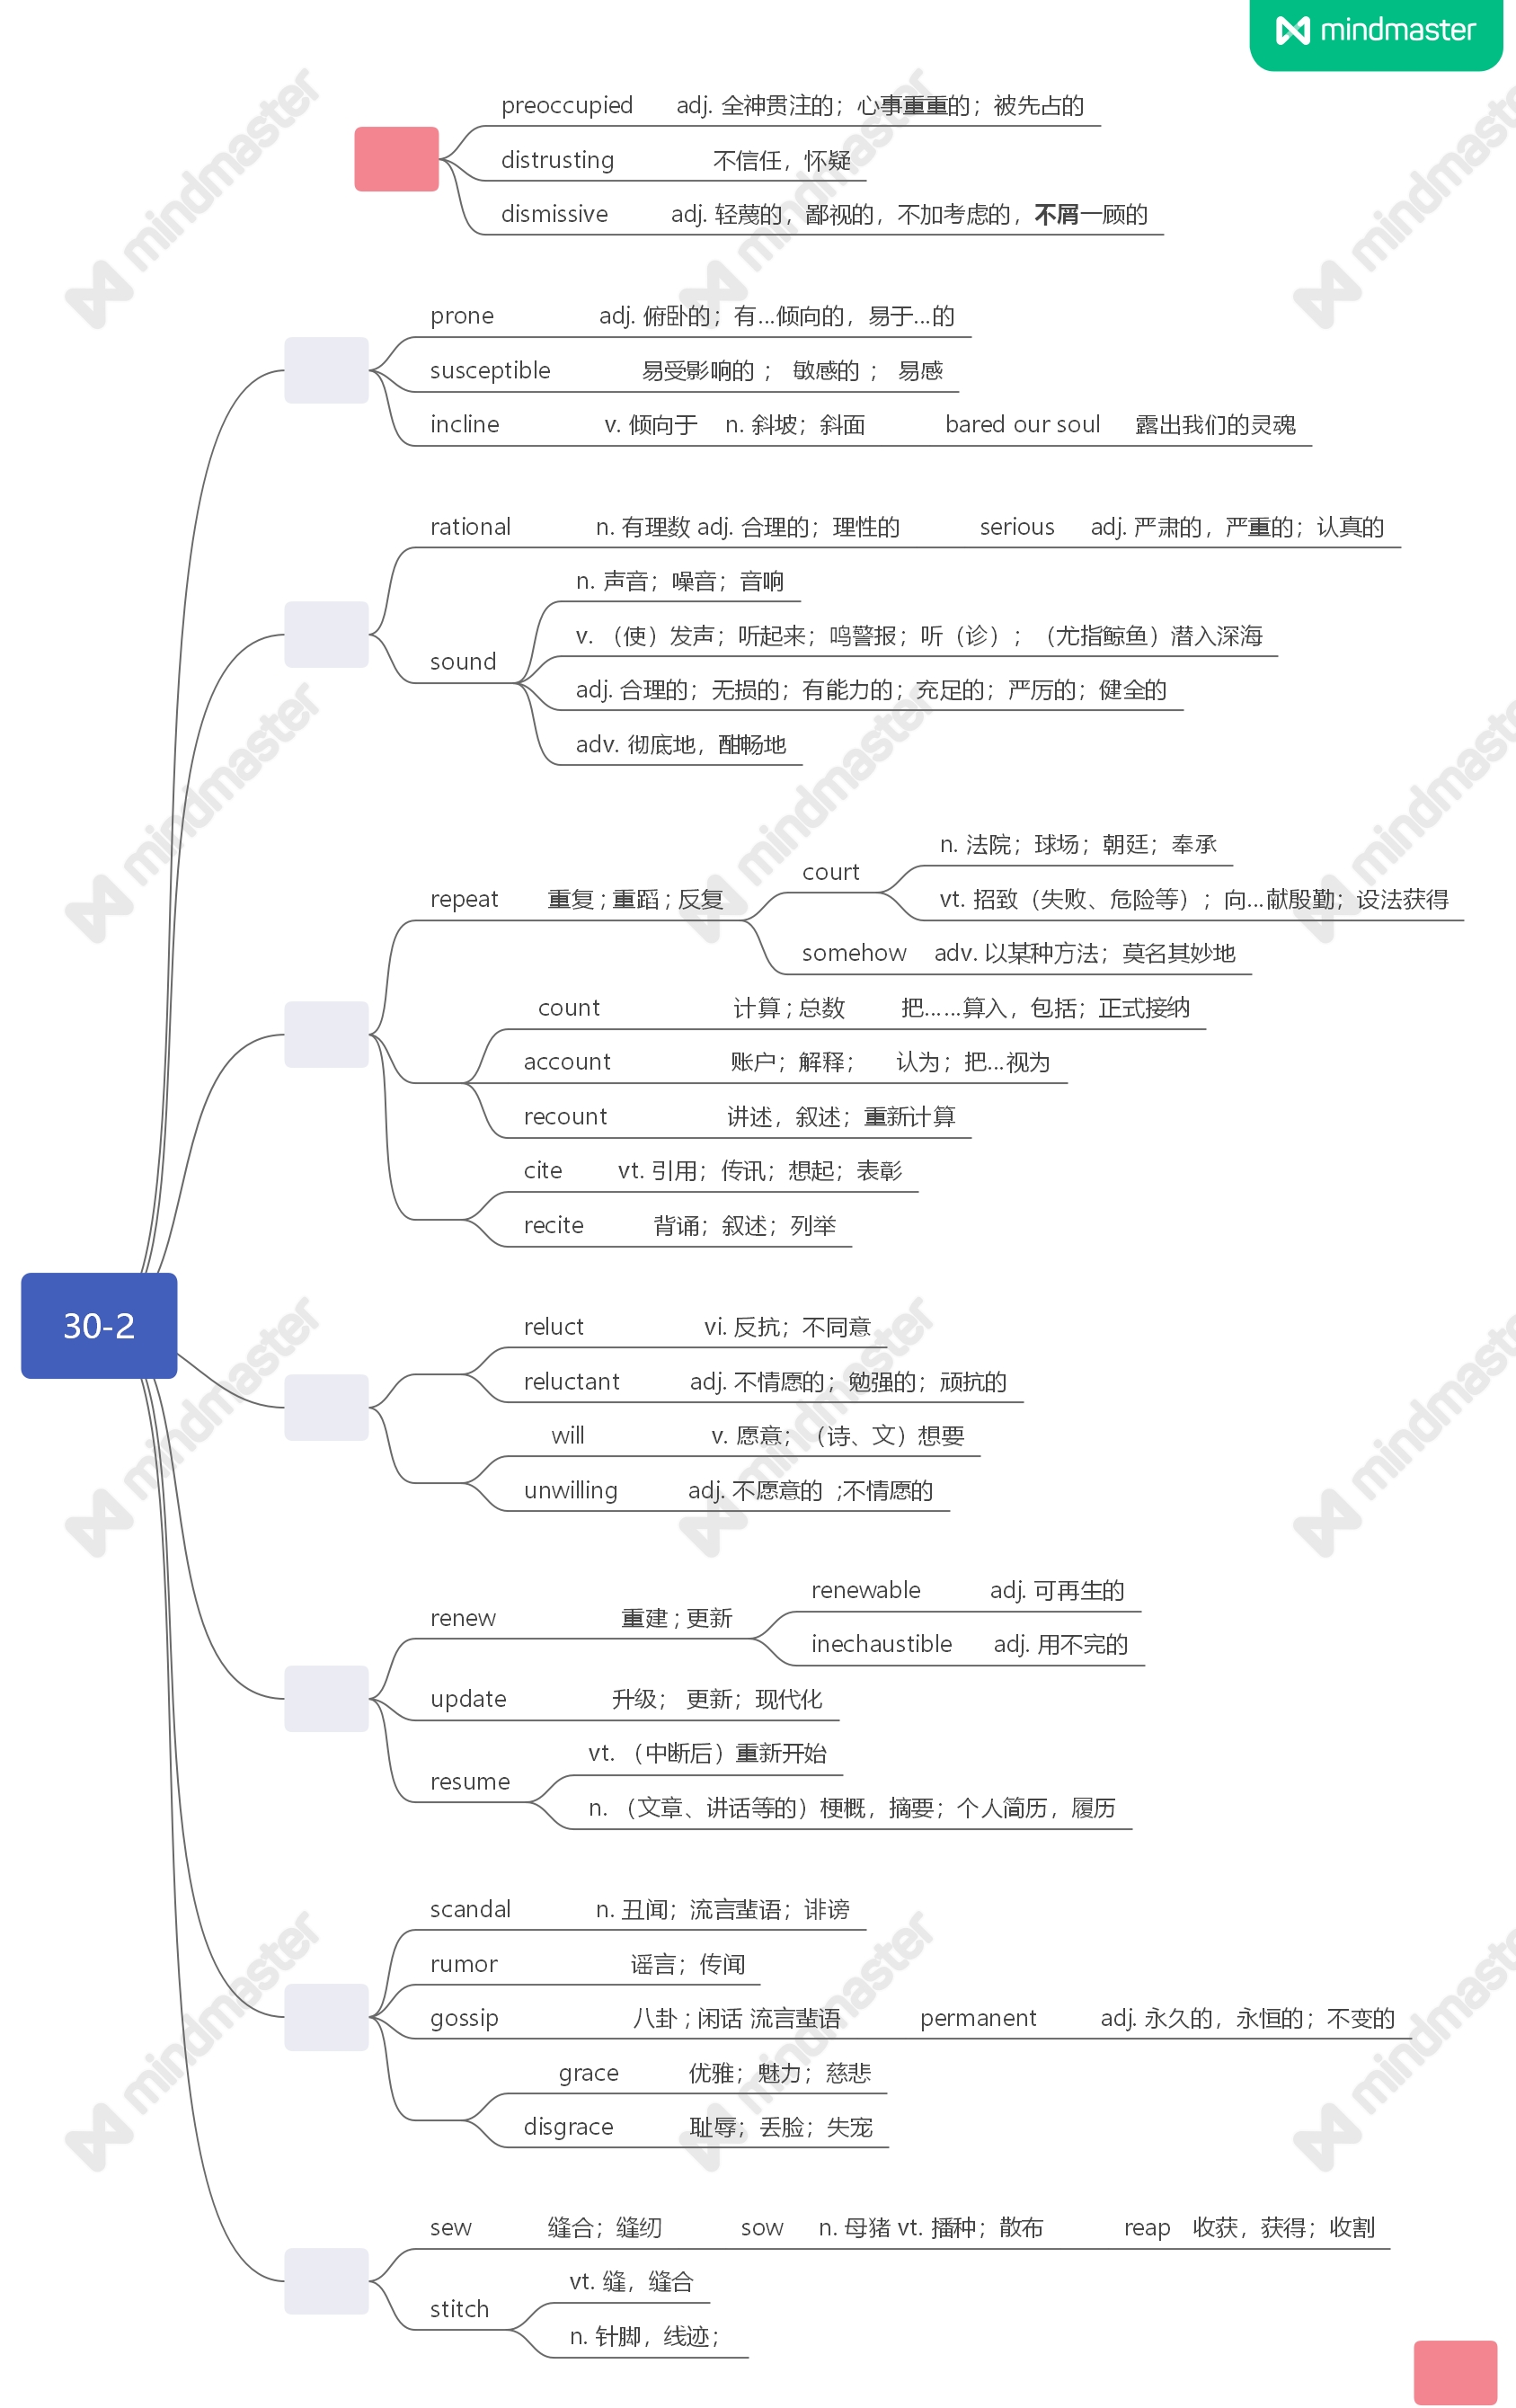 mindmaster
preoccupied adj. 全神贯注的；心事重重的；被先占的
distrusting 不信任，怀疑
dismissive adj. 轻蔑的，鄙视的，不加考虑的，不屑一顾的
prone adj. 俯卧的；有...倾向的，易于...的
susceptible 易受影响的 ； 敏感的 ； 易感
incline v. 倾向于 n. 斜坡；斜面 bared our soul 露出我们的灵魂
rational n. 有理数 adj. 合理的；理性的 serious adj. 严肃的，严重的；认真的
sound
n. 声音；噪音；音响
v. （使）发声；听起来；鸣警报；听（诊）；（尤指鲸鱼）潜入深海
adj. 合理的；无损的；有能力的；充足的；严厉的；健全的
adv. 彻底地，酣畅地
repeat 重复 ; 重蹈 ; 反复
court
n. 法院；球场；朝廷；奉承
vt. 招致（失败、危险等）；向...献殷勤；设法获得
somehow adv. 以某种方法；莫名其妙地
count 计算 ; 总数 把......算入，包括；正式接纳
account 账户；解释； 认为；把...视为
recount 讲述，叙述；重新计算
cite vt. 引用；传讯；想起；表彰
recite 背诵；叙述；列举
30-2
reluct vi. 反抗；不同意
reluctant adj. 不情愿的；勉强的；顽抗的
will v. 愿意；（诗、文）想要
unwilling adj. 不愿意的 ;不情愿的
renew 重建 ; 更新
renewable adj. 可再生的
inechaustible adj. 用不完的
update 升级； 更新；现代化
resume
vt. （中断后）重新开始
n. （文章、讲话等的）梗概，摘要；个人简历，履历
scandal n. 丑闻；流言蜚语；诽谤
rumor 谣言；传闻
gossip 八卦 ; 闲话 流言蜚语 permanent adj. 永久的，永恒的；不变的
grace 优雅；魅力；慈悲
disgrace 耻辱；丢脸；失宠
sew 缝合；缝纫 sow n. 母猪 vt. 播种；散布 reap 收获，获得；收割
stitch
vt. 缝，缝合
n. 针脚，线迹；